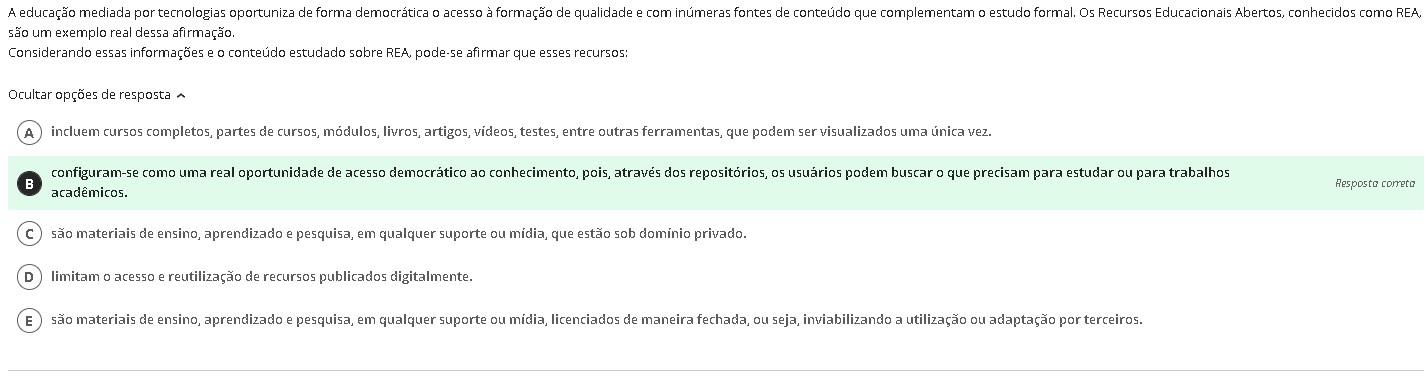 A educação mediada por tecnologias oportuniza de forma democrática o acesso à formação de qualidade e com inúmeras fontes de conteúdo que complementam o estudo formal. Os Recursos Educacionais Abertos, conhecidos como REA,
são um exemplo real dessa afirmação.
Considerando essas informações e o conteúdo estudado sobre REA, pode-se afirmar que esses recursos:
Ocultar opções de resposta
A incluem cursos completos, partes de cursos, módulos, livros, artigos, vídeos, testes, entre outras ferramentas, que podem ser visualizados uma única vez.
B configuram-se como uma real oportunidade de acesso democrático ao conhecimento, pois, através dos repositórios, os usuários podem buscar o que precisam para estudar ou para trabalhos
acadêmicos.
Resposta correta
C são materiais de ensino, aprendizado e pesquisa, em qualquer suporte ou mídia, que estão sob domínio privado.
D limitam o acesso e reutilização de recursos publicados digitalmente.
E são materiais de ensino, aprendizado e pesquisa, em qualquer suporte ou mídia, licenciados de maneira fechada, ou seja, inviabilizando a utilização ou adaptação por terceiros.